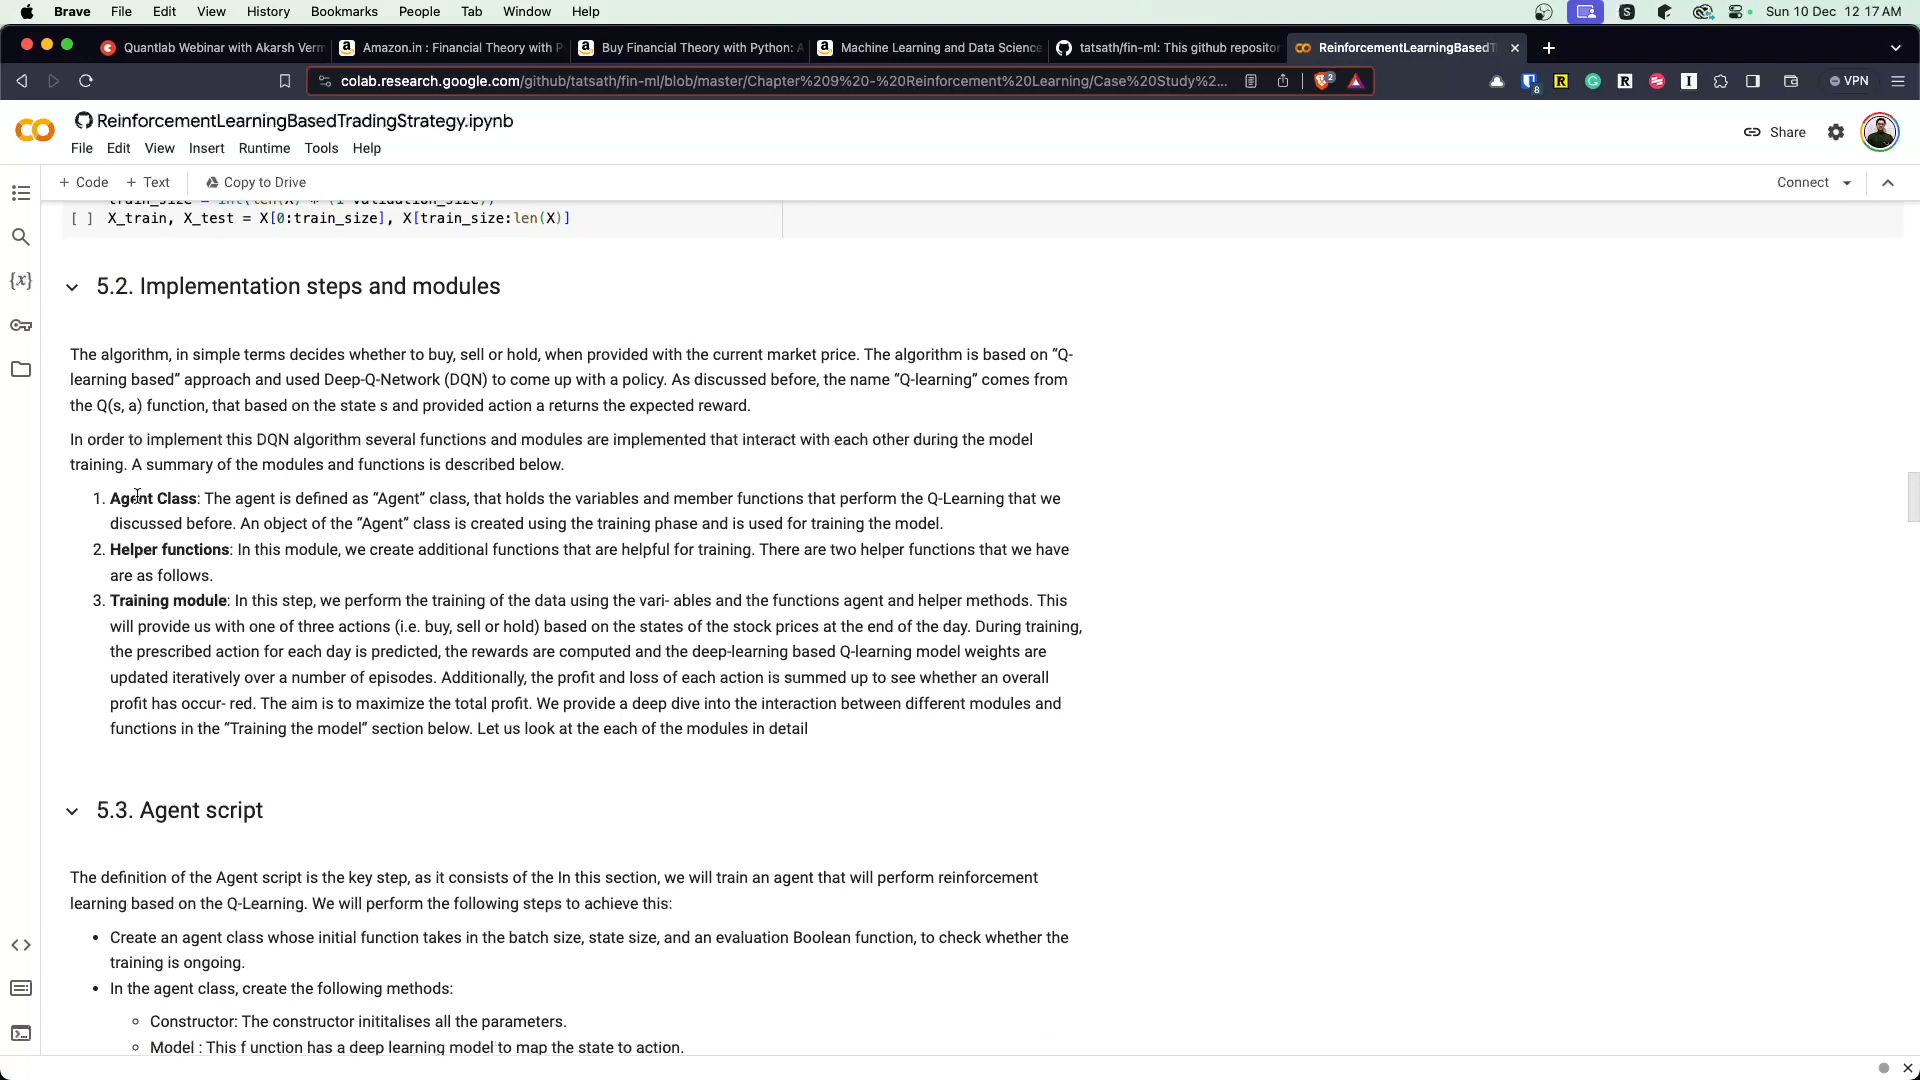 Brave File Edit View History Bookmarks People Tab Window Help Sun 10 Dec 12 17 AM
Quantlab Webinar with Akarsh Verm Amazon.in : Financial Theory with P Buy Financial Theory with Python: A Machine Learning and Data Science tatsath/fin-ml: This github repositor ReinforcementLearningBasedT
colab.research.google.com/github/tatsath/fin-ml/blob/master/Chapter%209%20-%20Reinforcement%20Learning/Case%20Study%2... 2 8 VPN
ReinforcementLearningBasedTradingStrategy.ipynb
File Edit View Insert Runtime Tools Help Share
+ Code + Text Copy to Drive Connect
train_size = int(len(X) * (1-validation_size))
[ ] X_train, X_test = X[0:train_size], X[train_size:len(X)]
5.2. Implementation steps and modules
The algorithm, in simple terms decides whether to buy, sell or hold, when provided with the current market price. The algorithm is based on “Q-
learning based” approach and used Deep-Q-Network (DQN) to come up with a policy. As discussed before, the name “Q-learning” comes from
the Q(s, a) function, that based on the state s and provided action a returns the expected reward.
In order to implement this DQN algorithm several functions and modules are implemented that interact with each other during the model
training. A summary of the modules and functions is described below.
1. Agent Class: The agent is defined as “Agent” class, that holds the variables and member functions that perform the Q-Learning that we
discussed before. An object of the “Agent” class is created using the training phase and is used for training the model.
2. Helper functions: In this module, we create additional functions that are helpful for training. There are two helper functions that we have
are as follows.
3. Training module: In this step, we perform the training of the data using the vari- ables and the functions agent and helper methods. This
will provide us with one of three actions (i.e. buy, sell or hold) based on the states of the stock prices at the end of the day. During training,
the prescribed action for each day is predicted, the rewards are computed and the deep-learning based Q-learning model weights are
updated iteratively over a number of episodes. Additionally, the profit and loss of each action is summed up to see whether an overall
profit has occur- red. The aim is to maximize the total profit. We provide a deep dive into the interaction between different modules and
functions in the “Training the model” section below. Let us look at the each of the modules in detail
5.3. Agent script
The definition of the Agent script is the key step, as it consists of the In this section, we will train an agent that will perform reinforcement
learning based on the Q-Learning. We will perform the following steps to achieve this:
• Create an agent class whose initial function takes in the batch size, state size, and an evaluation Boolean function, to check whether the
training is ongoing.
• In the agent class, create the following methods:
◦ Constructor: The constructor inititalises all the parameters.
◦ Model : This f unction has a deep learning model to map the state to action.